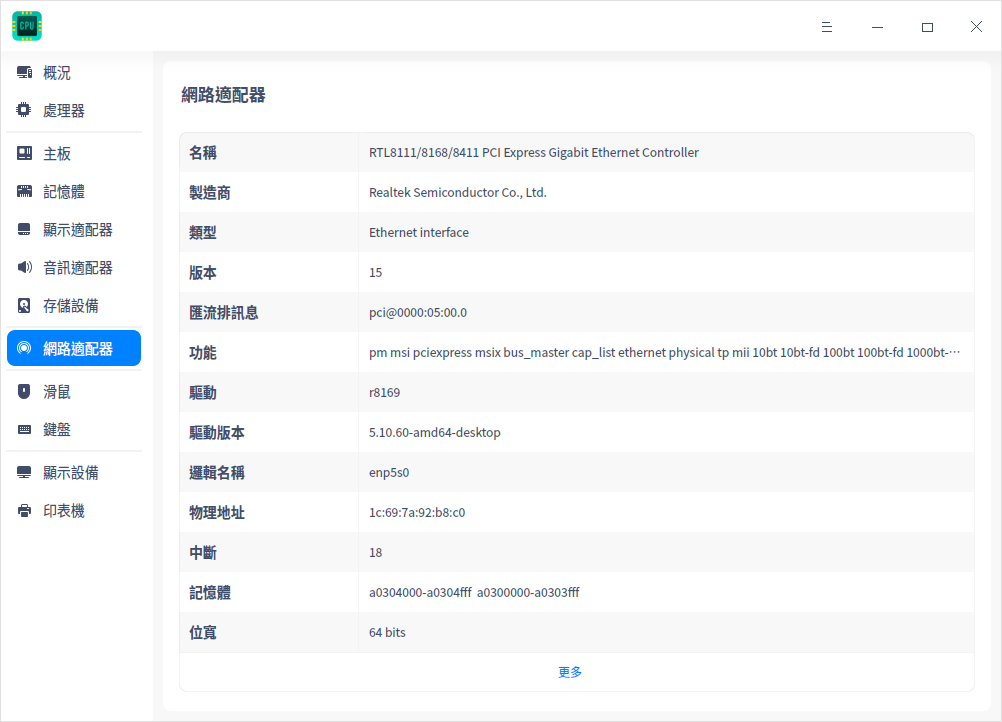 CPU
概況
處理器
主板
記憶體
顯示適配器
音訊適配器
存儲設備
網路適配器
滑鼠
鍵盤
顯示設備
印表機
網路適配器
名稱 RTL8111/8168/8411 PCI Express Gigabit Ethernet Controller
製造商 Realtek Semiconductor Co., Ltd.
類型 Ethernet interface
版本 15
匯流排訊息 pci@0000:05:00.0
功能 pm msi pciexpress msix bus_master cap_list ethernet physical tp mii 10bt 10bt-fd 100bt 100bt-fd 1000bt-…
驅動 r8169
驅動版本 5.10.60-amd64-desktop
邏輯名稱 enp5s0
物理地址 1c:69:7a:92:b8:c0
中斷 18
記憶體 a0304000-a0304fff a0300000-a0303fff
位寬 64 bits
更多